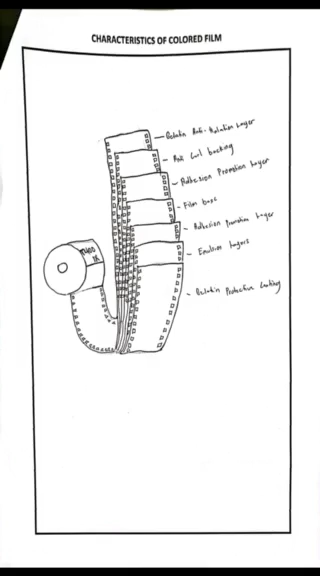 CHARACTERISTICS OF COLORED FILM
Gelatin Anti-Halation Layer
Anti Curl backing
Adhesion Promotion Layer
Film base
Adhesion Promotion Layer
Emulsion layers
Gelatin Protective Coating